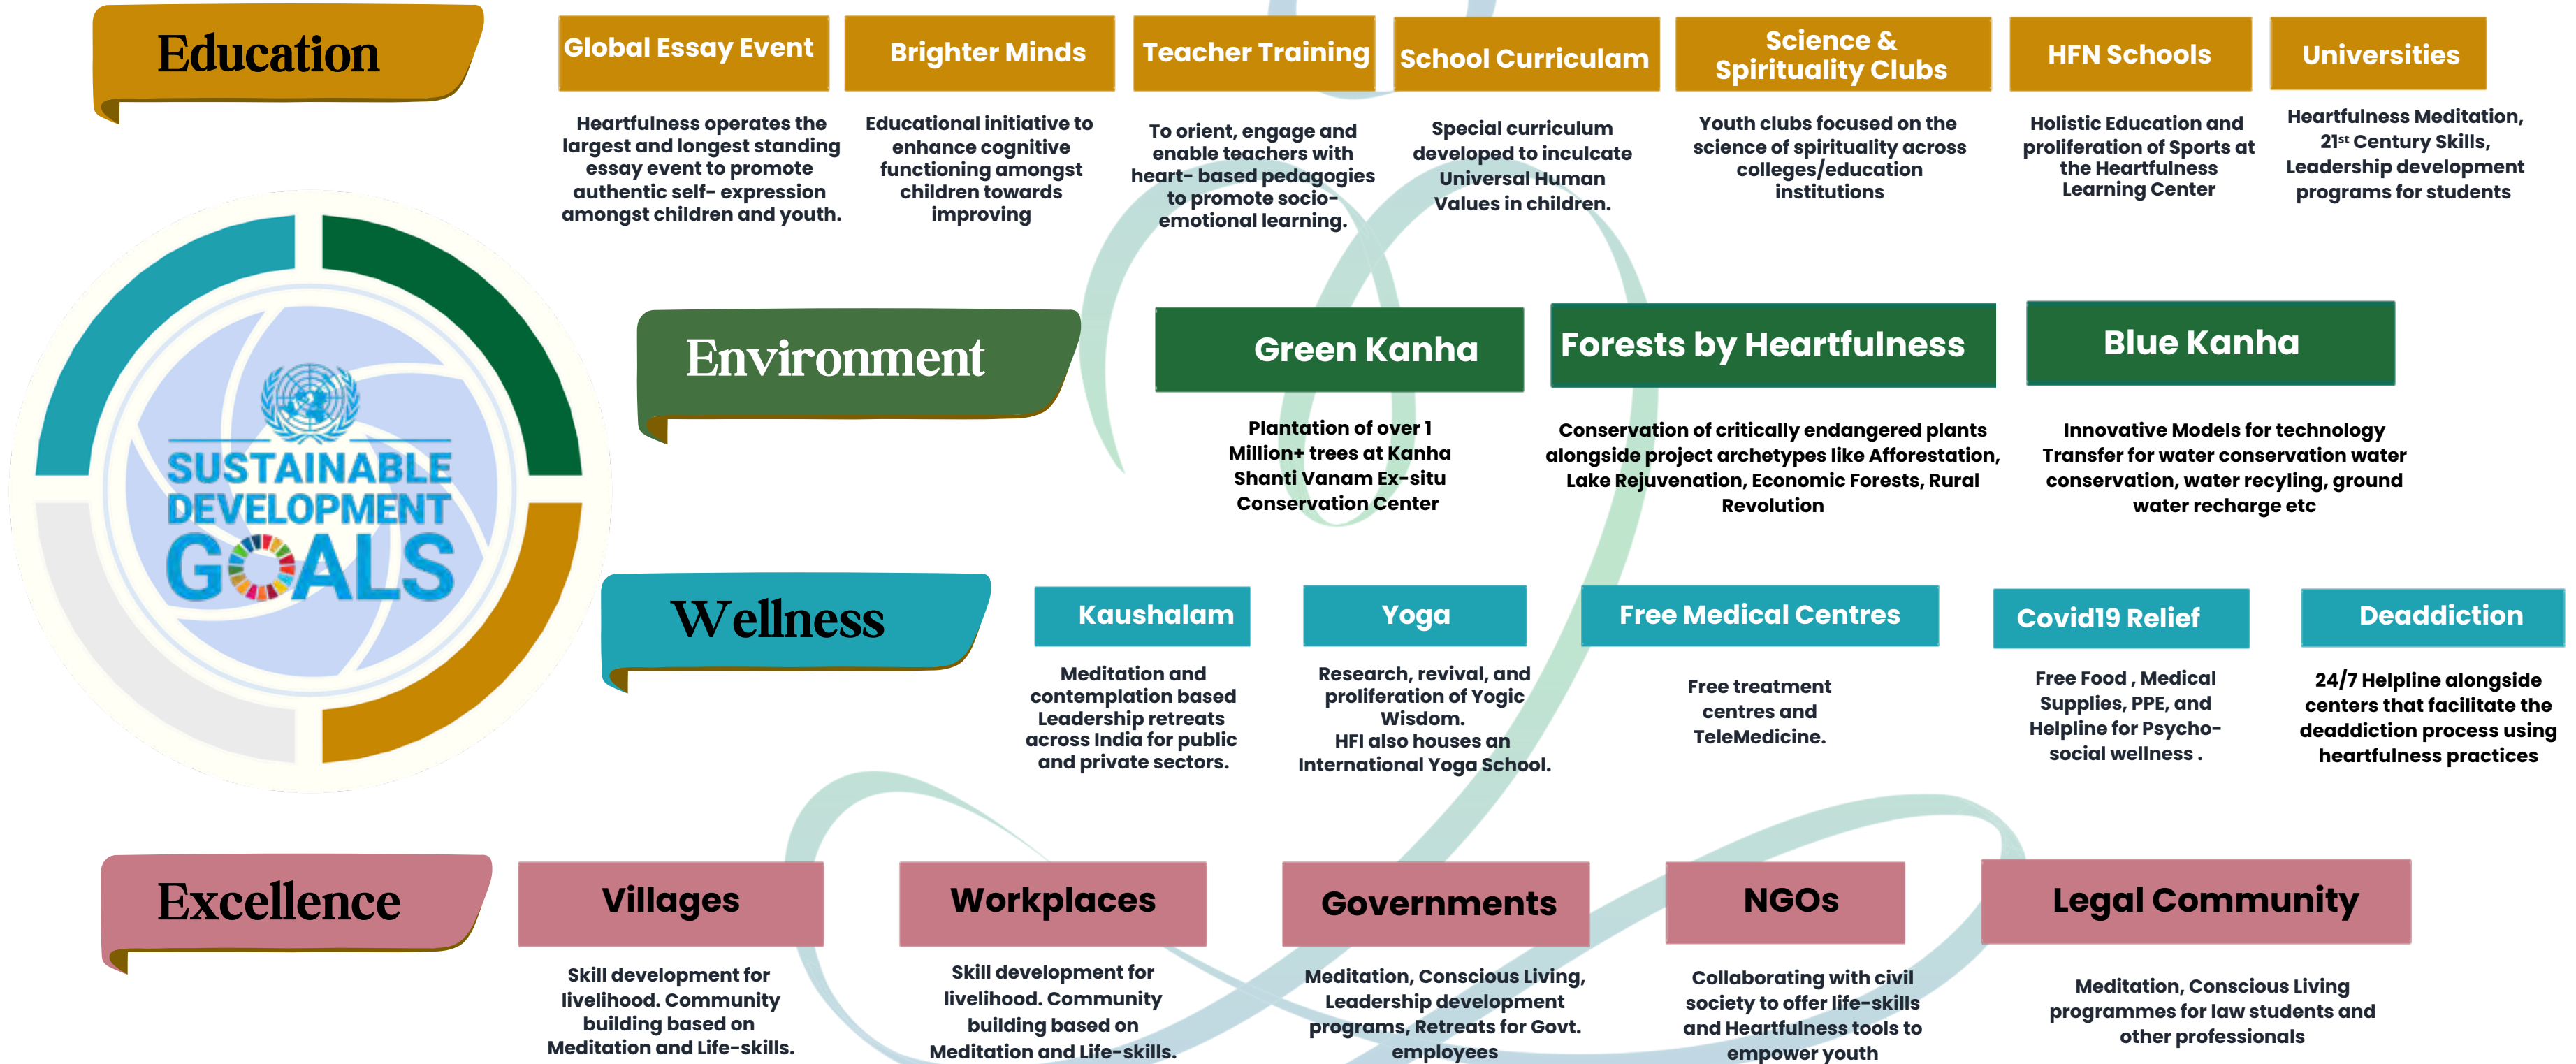 Education
Global Essay Event
Heartfulness operates the
largest and longest standing
essay event to promote
authentic self- expression
amongst children and youth.
Brighter Minds
Educational initiative to
enhance cognitive
functioning amongst
children towards
improving
Teacher Training
To orient, engage and
enable teachers with
heart- based pedagogies
to promote socio-
emotional learning.
School Curriculam
Special curriculum
developed to inculcate
Universal Human
Values in children.
Science &
Spirituality Clubs
Youth clubs focused on the
science of spirituality across
colleges/education
institutions
HFN Schools
Holistic Education and
proliferation of Sports at
the Heartfulness
Learning Center
Universities
Heartfulness Meditation,
21st Century Skills,
Leadership development
programs for students
SUSTAINABLE
DEVELOPMENT
GOALS
Environment
Green Kanha
Plantation of over 1
Million+ trees at Kanha
Shanti Vanam Ex-situ
Conservation Center
Forests by Heartfulness
Conservation of critically endangered plants
alongside project archetypes like Afforestation,
Lake Rejuvenation, Economic Forests, Rural
Revolution
Blue Kanha
Innovative Models for technology
Transfer for water conservation water
conservation, water recyling, ground
water recharge etc
Wellness
Kaushalam
Meditation and
contemplation based
Leadership retreats
across India for public
and private sectors.
Yoga
Research, revival, and
proliferation of Yogic
Wisdom.
HFI also houses an
International Yoga School.
Free Medical Centres
Free treatment
centres and
TeleMedicine.
Covid19 Relief
Free Food , Medical
Supplies, PPE, and
Helpline for Psycho-
social wellness .
Deaddiction
24/7 Helpline alongside
centers that facilitate the
deaddiction process using
heartfulness practices
Excellence
Villages
Skill development for
livelihood. Community
building based on
Meditation and Life-skills.
Workplaces
Skill development for
livelihood. Community
building based on
Meditation and Life-skills.
Governments
Meditation, Conscious Living,
Leadership development
programs, Retreats for Govt.
employees
NGOs
Collaborating with civil
society to offer life-skills
and Heartfulness tools to
empower youth
Legal Community
Meditation, Conscious Living
programmes for law students and
other professionals